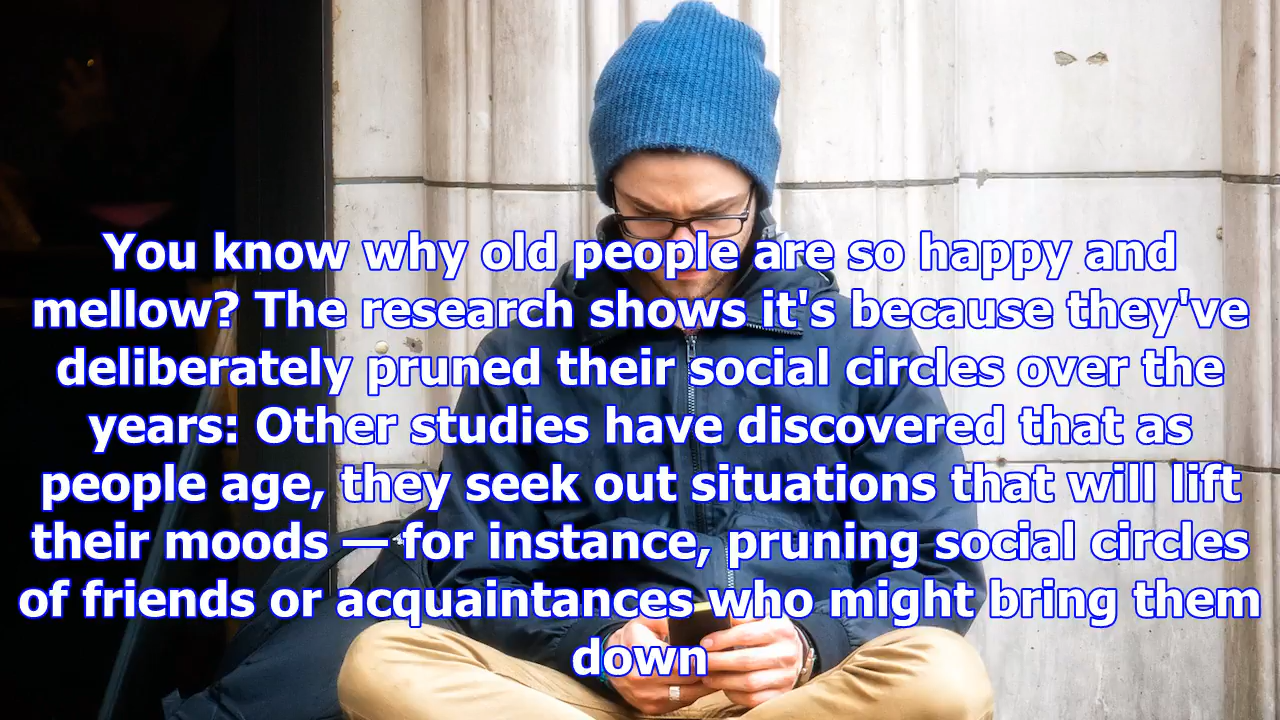 You know why old people are so happy and
mellow? The research shows it's because they've
deliberately pruned their social circles over the
years: Other studies have discovered that as
people age, they seek out situations that will lift
their moods — for instance, pruning social circles
of friends or acquaintances who might bring them
down